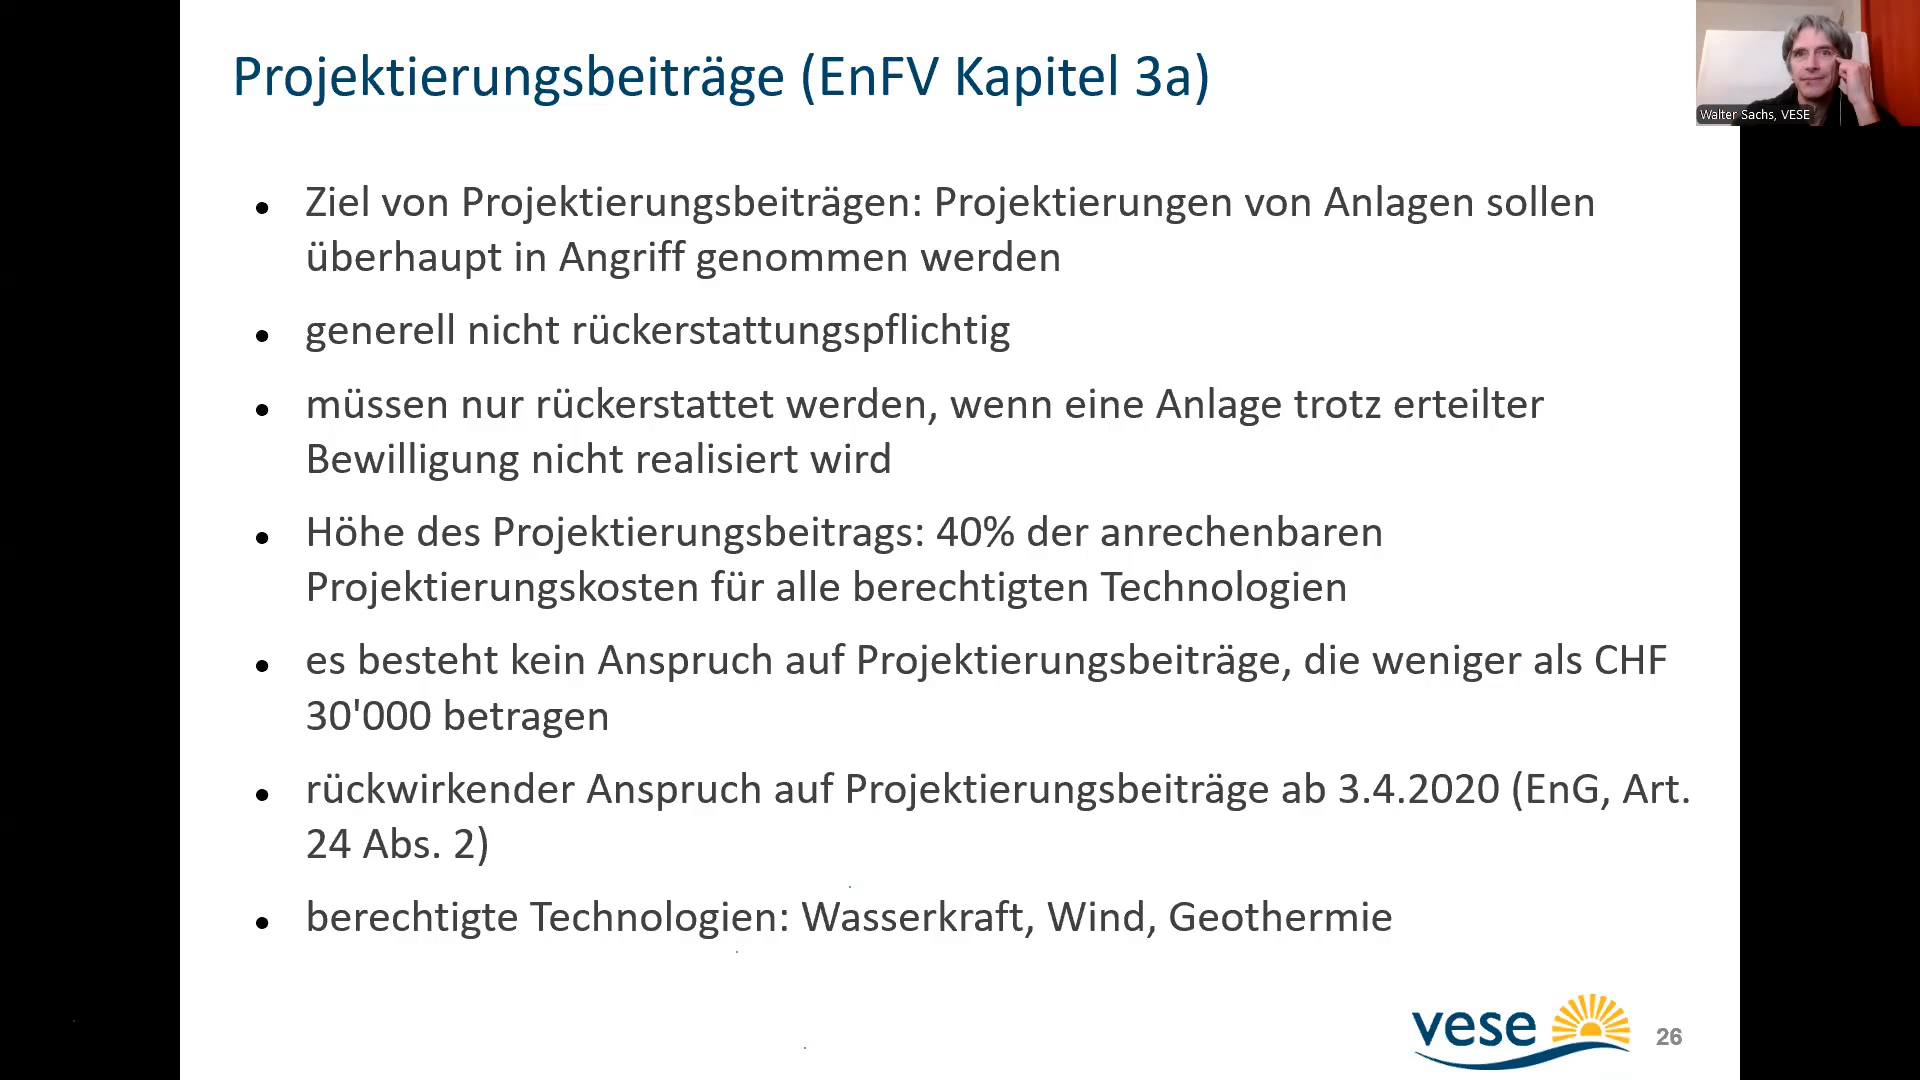 Projektierungsbeiträge (EnFV Kapitel 3a)
Walter Sachs, VESE
• Ziel von Projektierungsbeiträgen: Projektierungen von Anlagen sollen
überhaupt in Angriff genommen werden
• generell nicht rückerstattungspflichtig
• müssen nur rückerstattet werden, wenn eine Anlage trotz erteilter
Bewilligung nicht realisiert wird
• Höhe des Projektierungsbeitrags: 40% der anrechenbaren
Projektierungskosten für alle berechtigten Technologien
• es besteht kein Anspruch auf Projektierungsbeiträge, die weniger als CHF
30'000 betragen
• rückwirkender Anspruch auf Projektierungsbeiträge ab 3.4.2020 (EnG, Art.
24 Abs. 2)
• berechtigte Technologien: Wasserkraft, Wind, Geothermie
vese
26